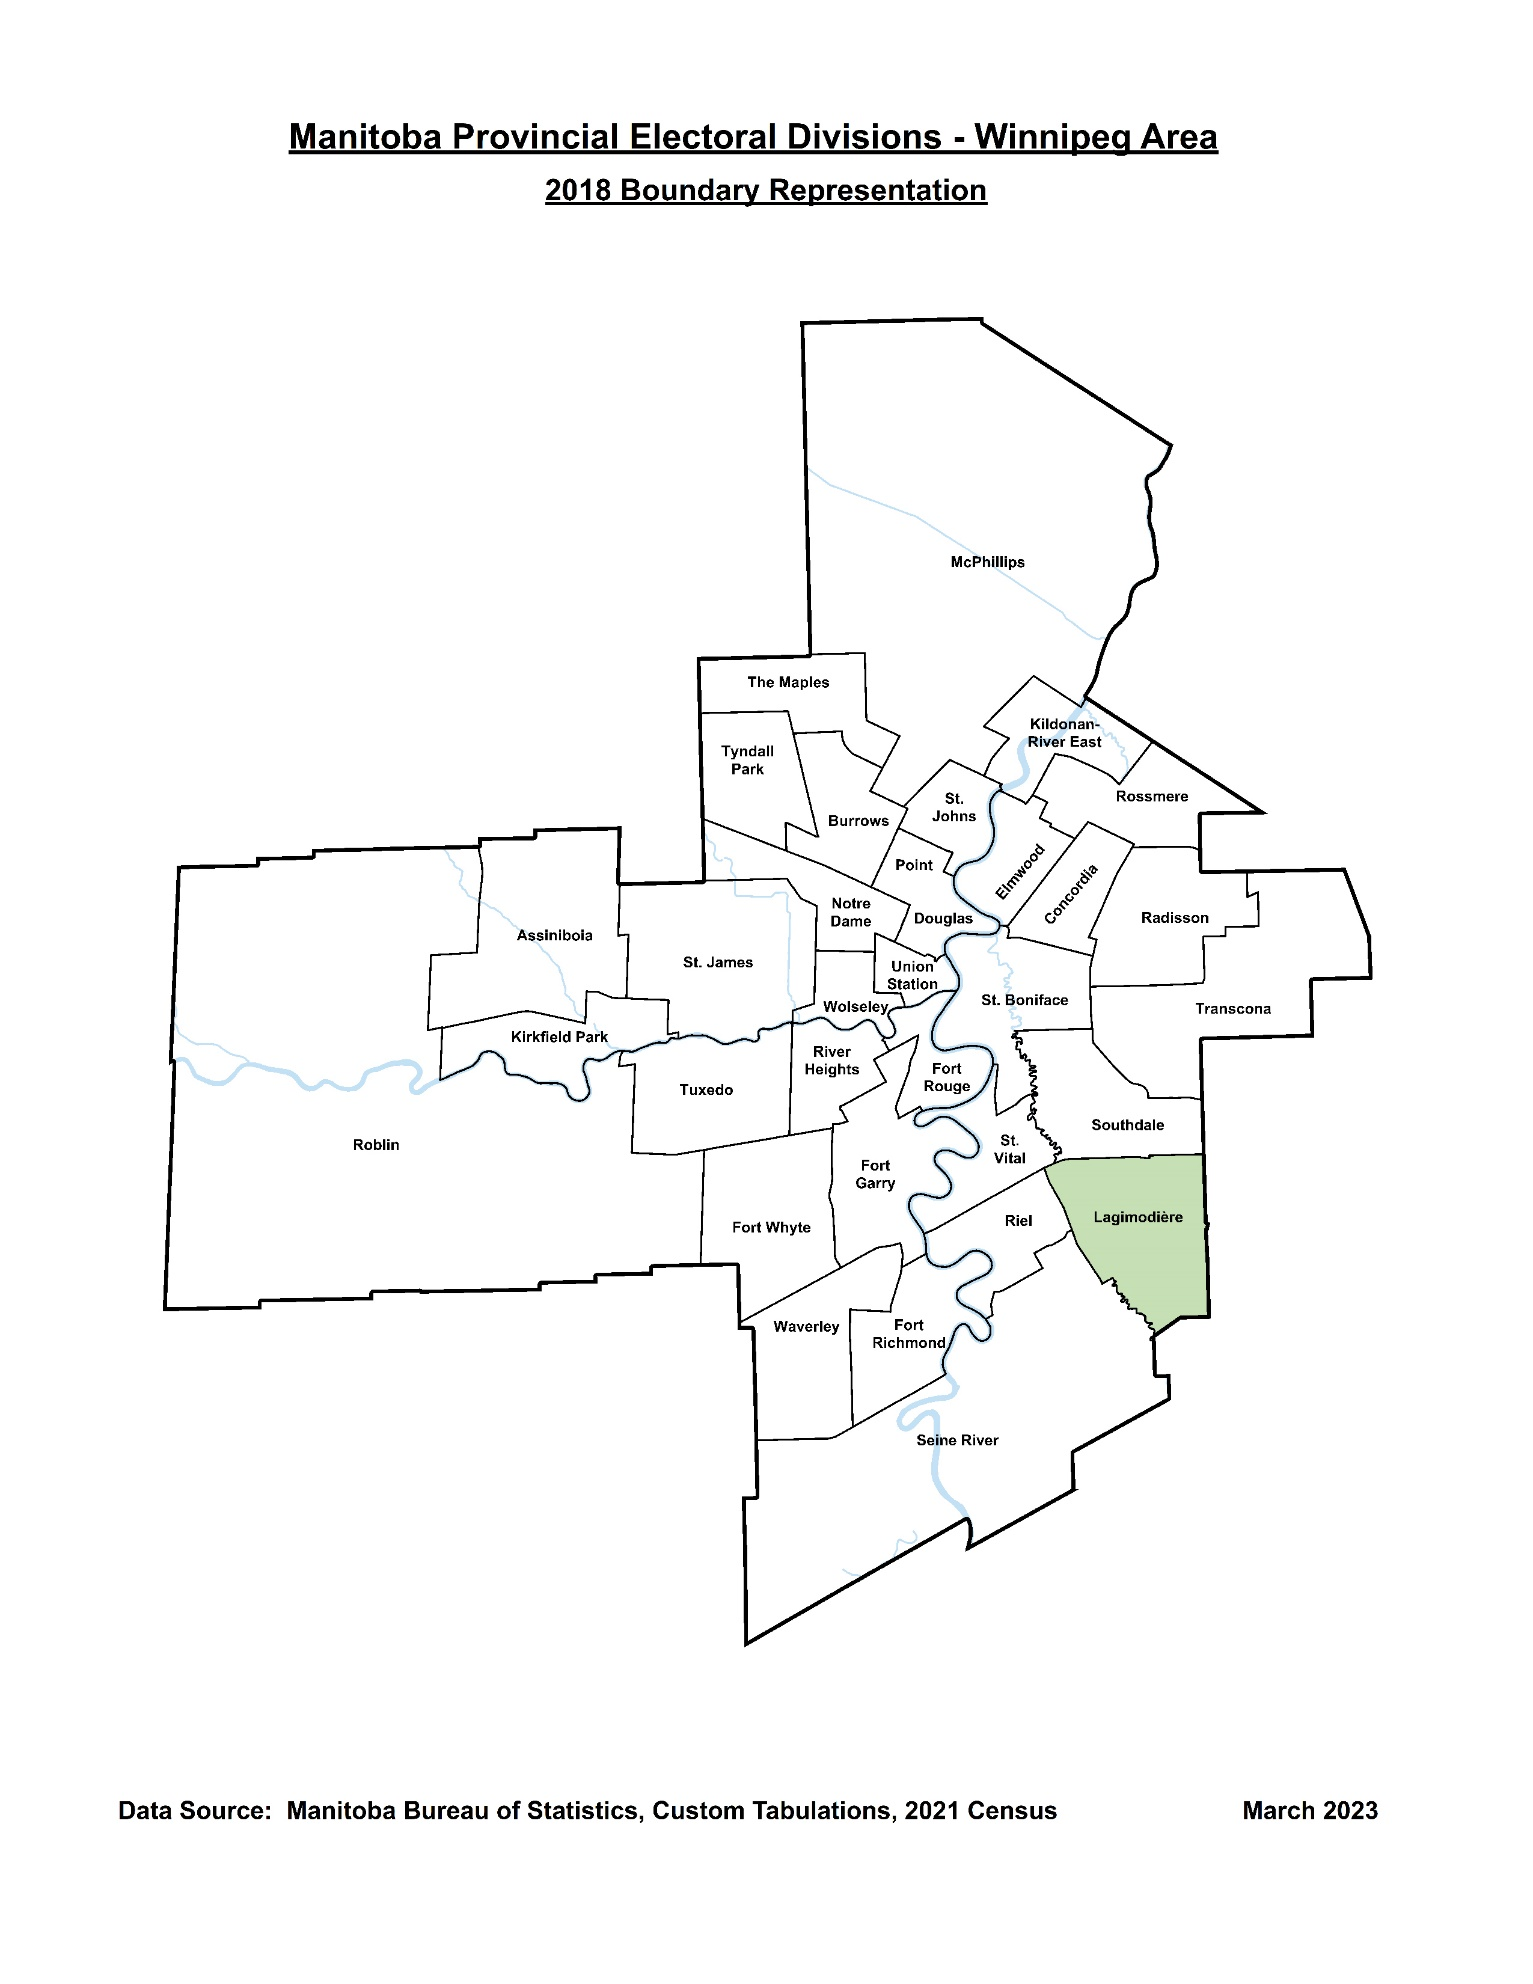 Manitoba Provincial Electoral Divisions - Winnipeg Area
2018 Boundary Representation
McPhillips
The Maples
Kildonan-
River East
Tyndall
Park
Rossmere
St.
Johns
Burrows
Point
Douglas
Elmwood
Concordia
Notre
Dame
Radisson
Assiniboia
St. James
Union
Station
St. Boniface
Wolseley
Transcona
Kirkfield Park
River
Heights
Fort
Rouge
Tuxedo
Southdale
Roblin
St.
Vital
Fort
Garry
Lagimodière
Riel
Fort Whyte
Waverley
Fort
Richmond
Seine River
Data Source:  Manitoba Bureau of Statistics, Custom Tabulations, 2021 Census
March 2023